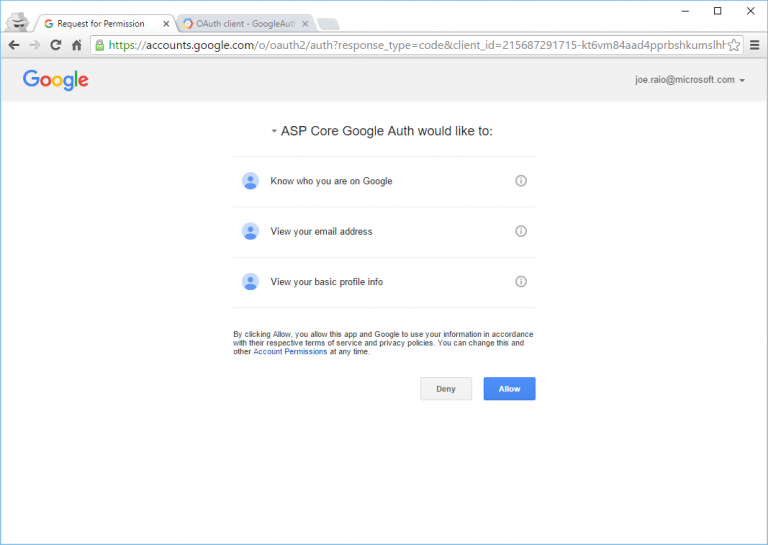 Request for Permission
OAuth client - GoogleAuth
https://accounts.google.com/o/oauth2/auth?response_type=code&client_id=215687291715-kt6vm84aad4pprbshkumslhl
Google
joe.raio@microsoft.com
ASP Core Google Auth would like to:
Know who you are on Google
View your email address
View your basic profile info
By clicking Allow, you allow this app and Google to use your information in accordance
with their respective terms of service and privacy policies. You can change this and
other Account Permissions at any time.
Deny
Allow